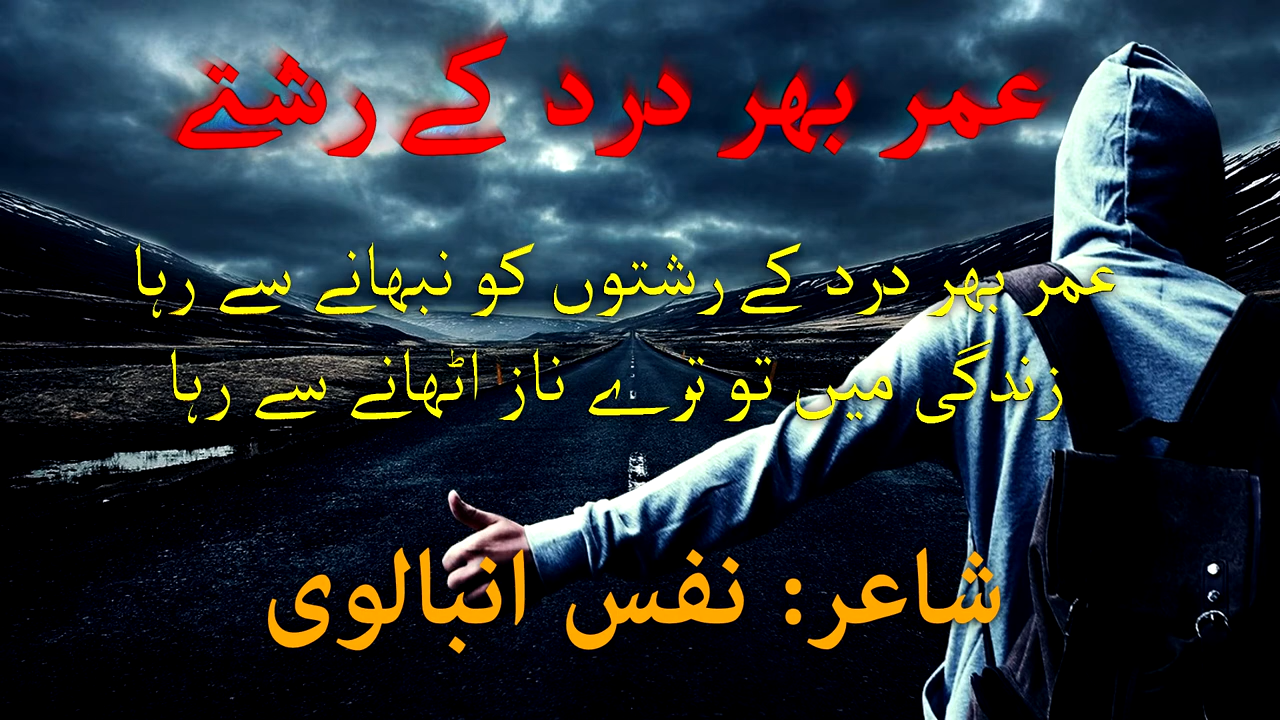 عمر بھر درد کے رشتے
عمر بھر درد کے رشتوں کو نبھانے سے رہا
زندگی میں تو ترے ناز اٹھانے سے رہا
شاعر: نفس انبالوی